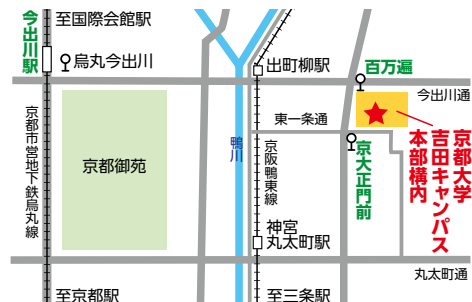 至国際会館駅
今出川駅
烏丸今出川
出町柳駅
百万遍
今出川通
東一条通
京都市営地下鉄烏丸線
京都御苑
鴨川
京阪鴨東線
京大正門前
京都大学
吉田キャンパス
本部構内
神宮
丸太町駅
丸太町通
至京都駅
至三条駅